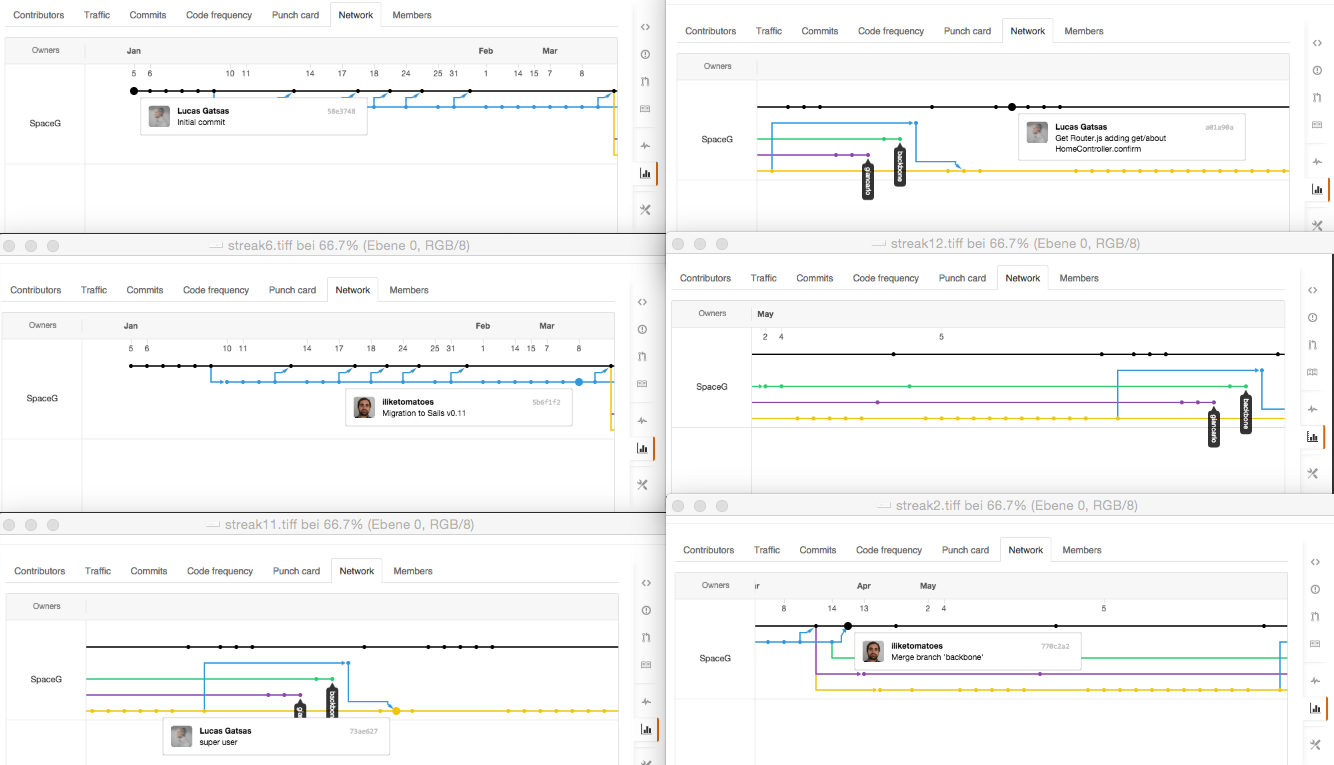 Contributors Traffic Commits Code frequency Punch card Network Members
Owners Jan Feb Mar
5 6 10 11 14 17 18 24 25 31 1 14 15 7 8
SpaceG
Lucas Gatsas 58e3748
Initial commit
Contributors Traffic Commits Code frequency Punch card Network Members
Owners
SpaceG
Lucas Gatsas a01a90a
Get Router.js adding get/about
HomeController.confirm
backbone
giancarlo
streak6.tiff bei 66.7% (Ebene 0, RGB/8)
Contributors Traffic Commits Code frequency Punch card Network Members
Owners Jan Feb Mar
5 6 10 11 14 17 18 24 25 31 1 14 15 7 8
SpaceG
iliketomatoes 5b6f1f2
Migration to Sails v0.11
streak12.tiff bei 66.7% (Ebene 0, RGB/8)
Contributors Traffic Commits Code frequency Punch card Network Members
Owners May
2 4 5
SpaceG
backbone
giancarlo
streak11.tiff bei 66.7% (Ebene 0, RGB/8)
Contributors Traffic Commits Code frequency Punch card Network Members
Owners
SpaceG
backbon
Lucas Gatsas 73ae627
super user
streak2.tiff bei 66.7% (Ebene 0, RGB/8)
Contributors Traffic Commits Code frequency Punch card Network Members
Owners Apr May
8 14 13 2 4 5
SpaceG
iliketomatoes 770c2a2
Merge branch 'backbone'